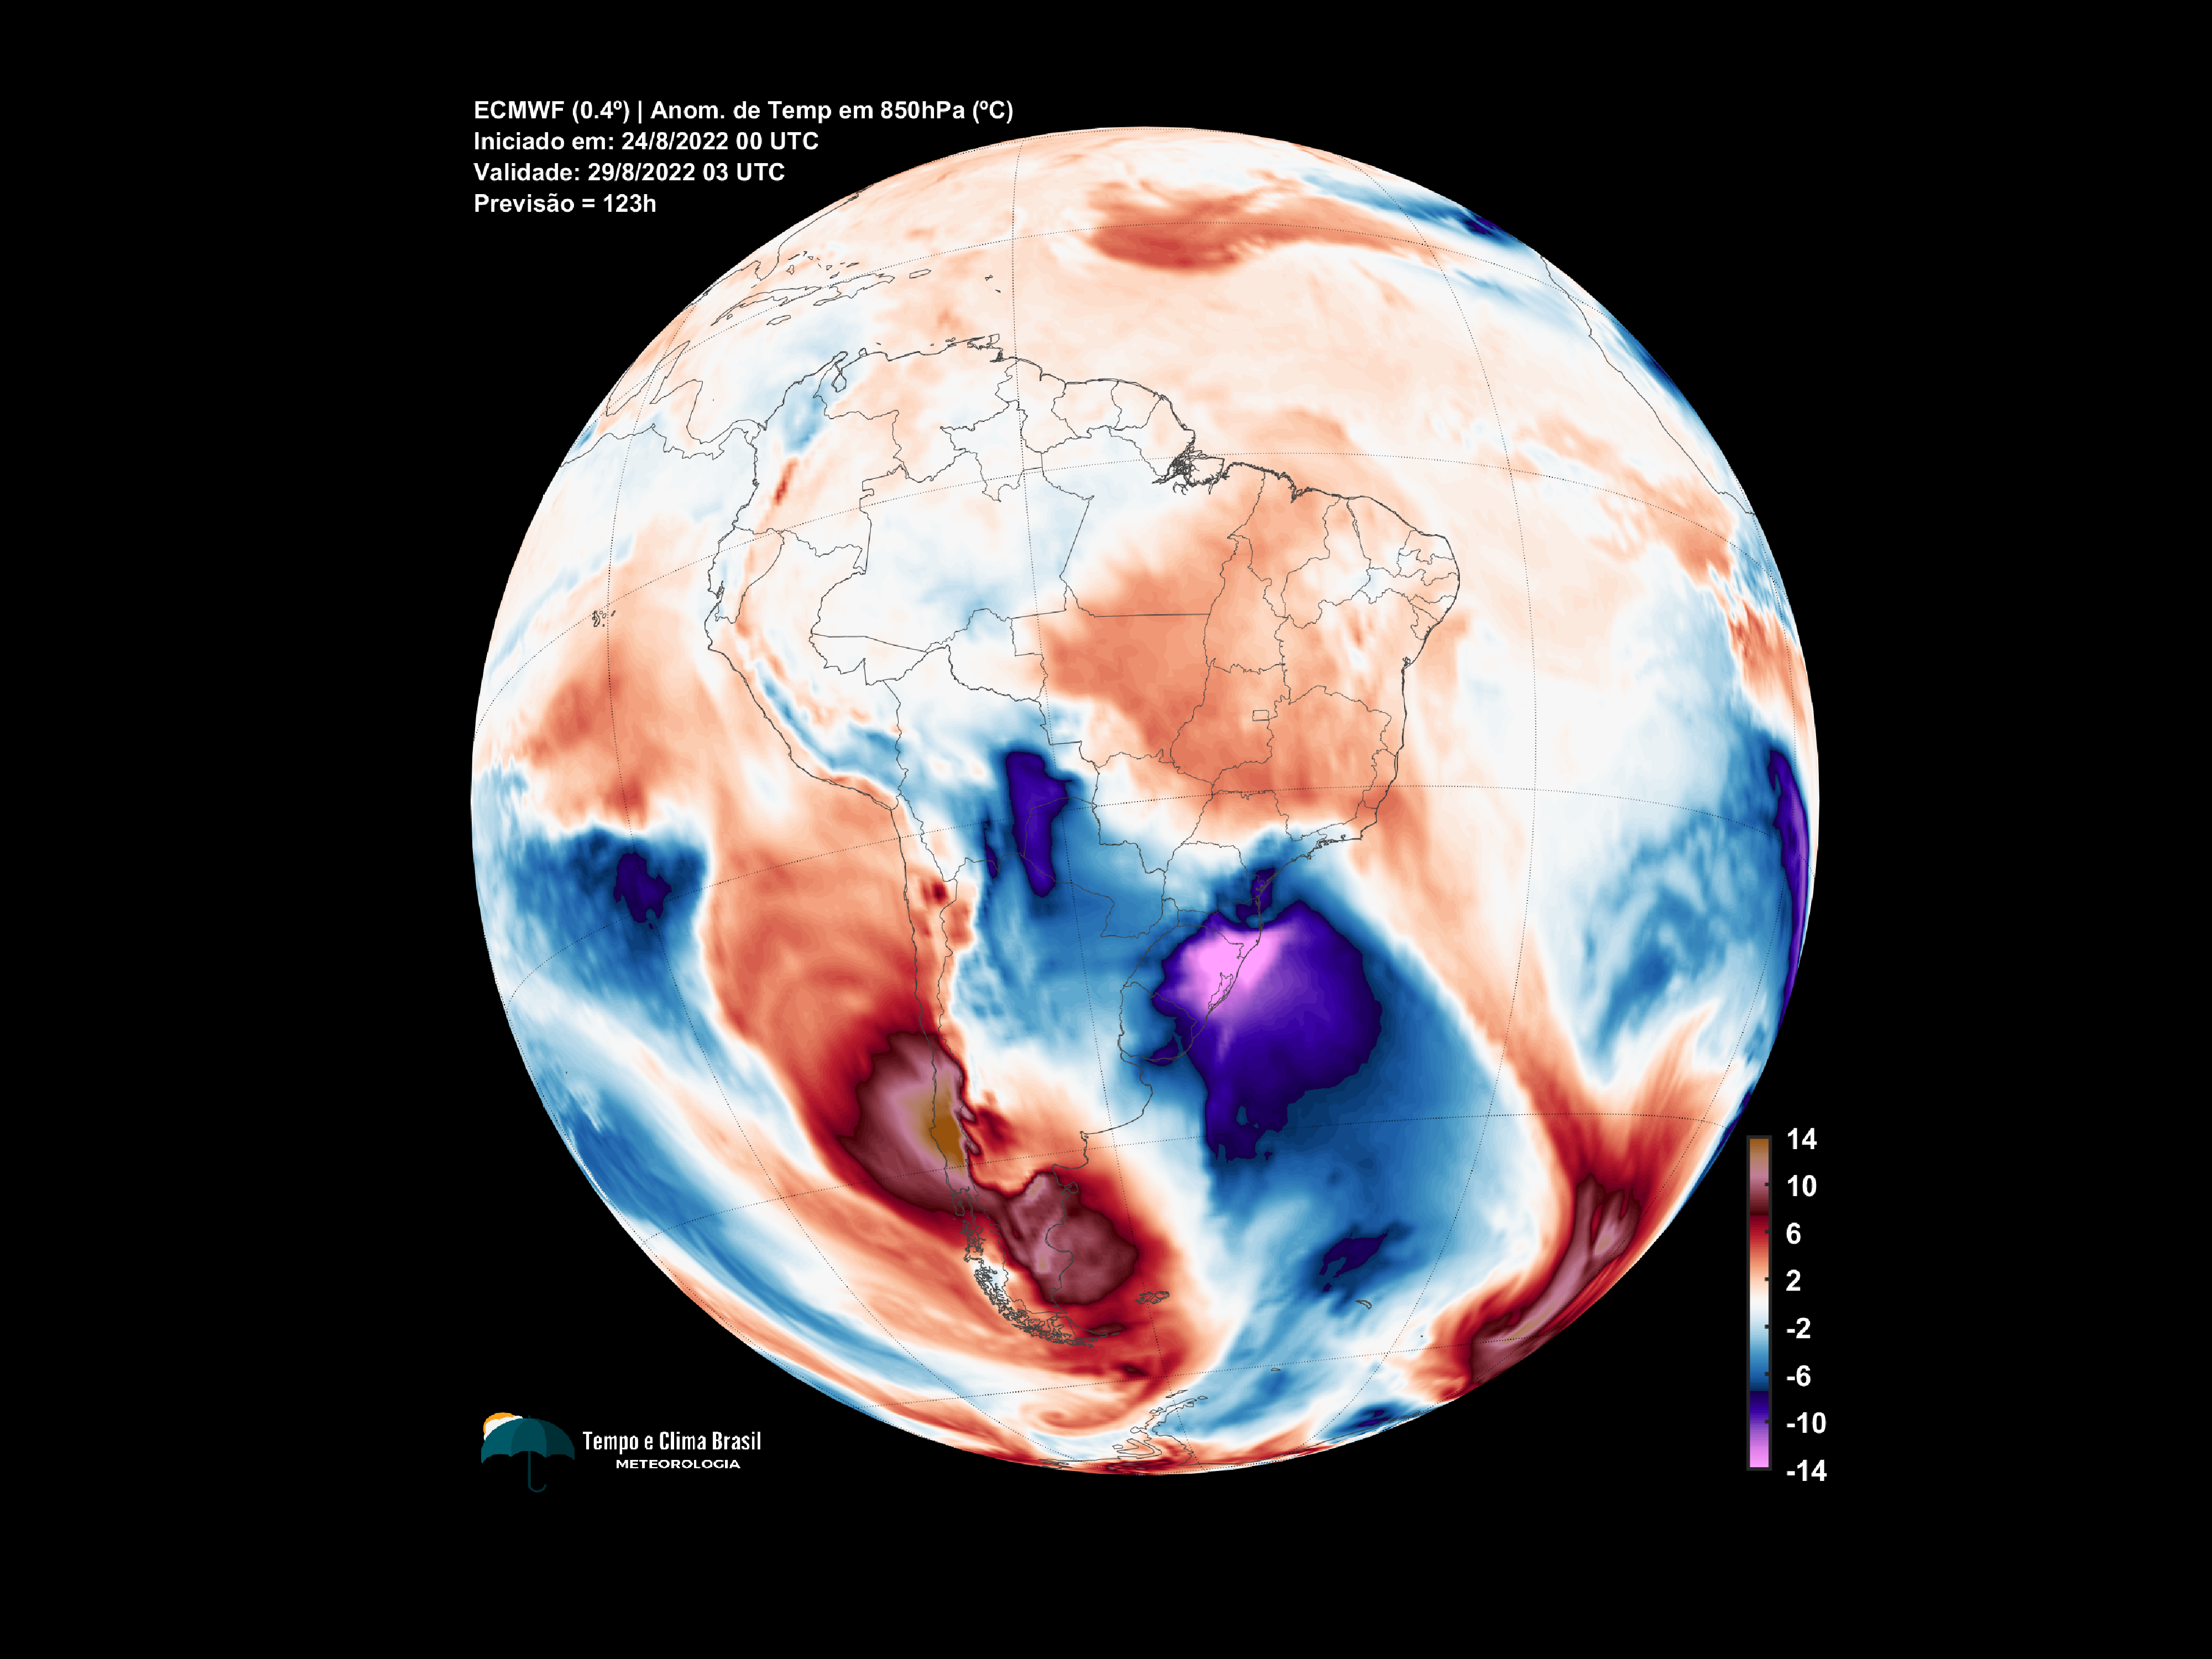 ECMWF (0.4º) | Anom. de Temp em 850hPa (ºC)
Iniciado em: 24/8/2022 00 UTC
Validade: 29/8/2022 03 UTC
Previsão = 123h
14
10
6
2
-2
-6
-10
-14
Tempo e Clima Brasil
METEOROLOGIA